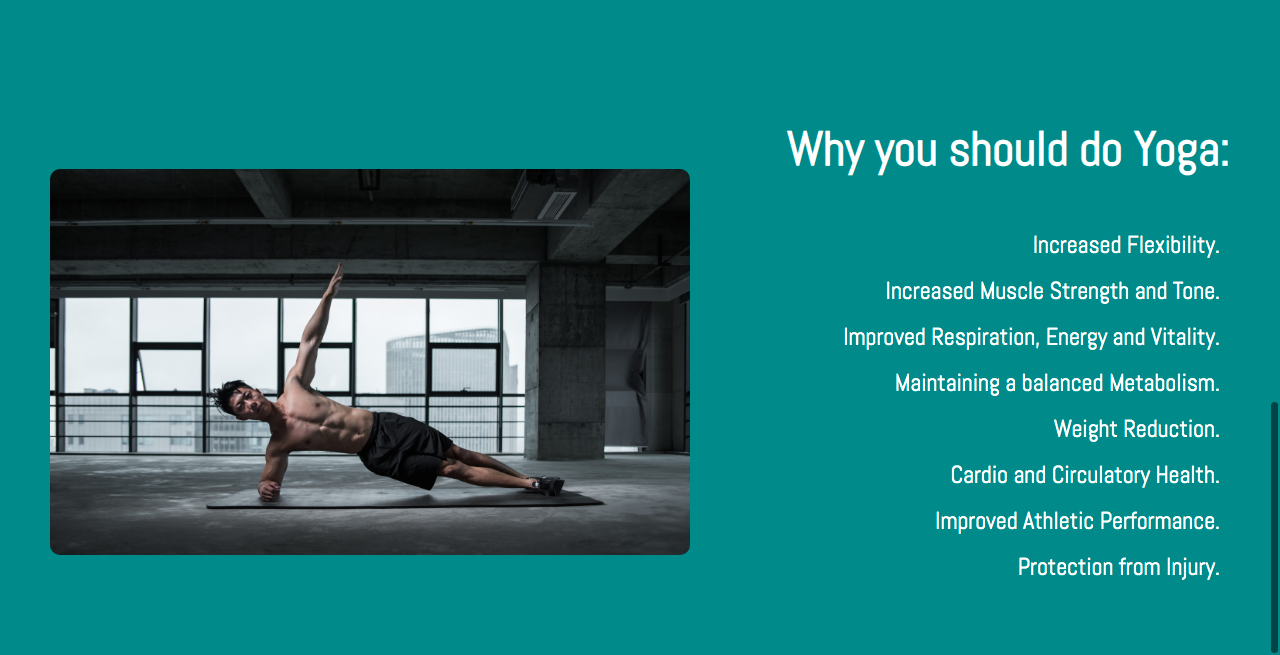 Why you should do Yoga:
Increased Flexibility.
Increased Muscle Strength and Tone.
Improved Respiration, Energy and Vitality.
Maintaining a balanced Metabolism.
Weight Reduction.
Cardio and Circulatory Health.
Improved Athletic Performance.
Protection from Injury.